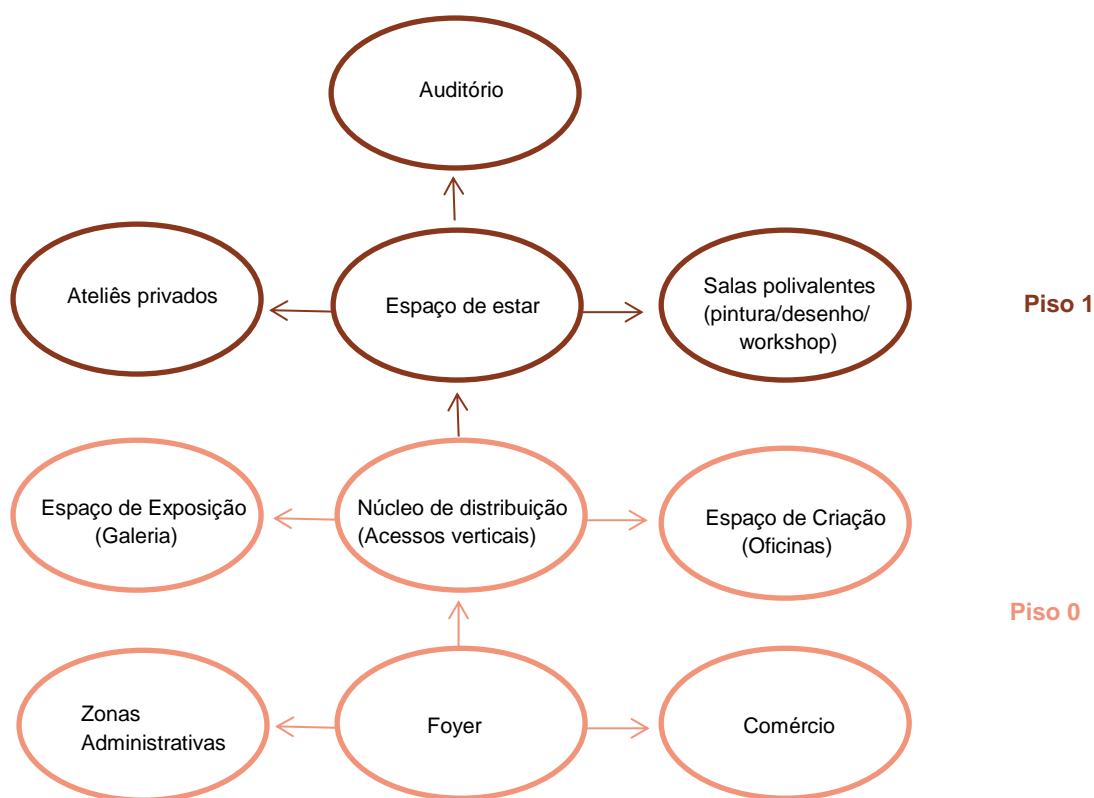 Auditório
Ateliês privados
Espaço de estar
Salas polivalentes
(pintura/desenho/
workshop)
Piso 1
Espaço de Exposição
(Galeria)
Núcleo de distribuição
(Acessos verticais)
Espaço de Criação
(Oficinas)
Piso 0
Zonas
Administrativas
Foyer
Comércio